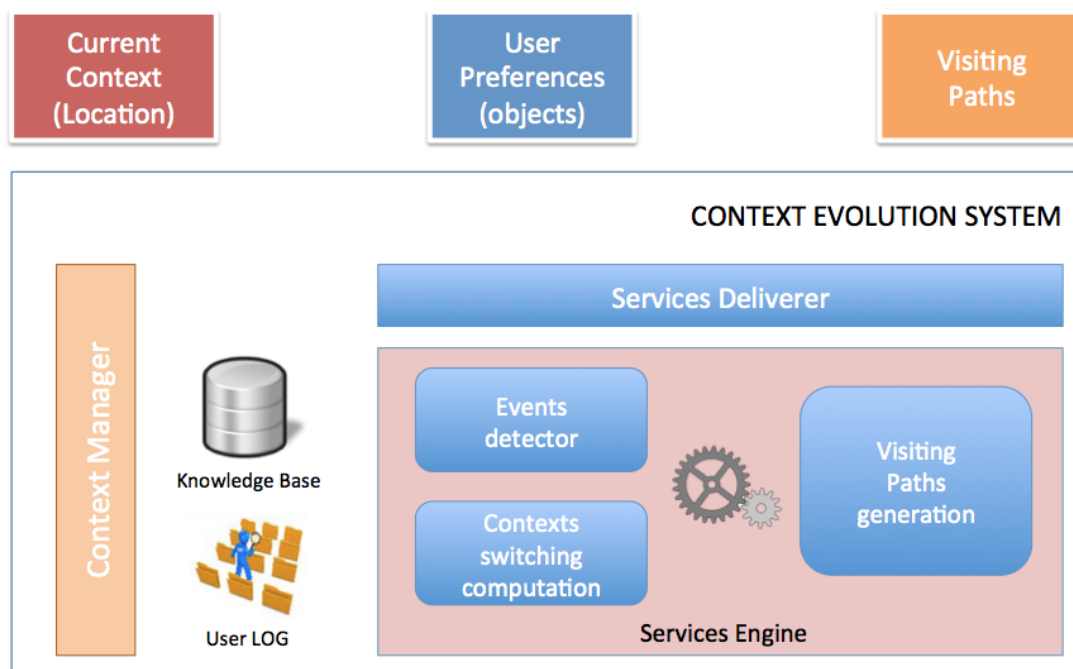 Current
Context
(Location)
User
Preferences
(objects)
Visiting
Paths
CONTEXT EVOLUTION SYSTEM
Context Manager
Services Deliverer
Knowledge Base
User LOG
Events
detector
Contexts
switching
computation
Visiting
Paths
generation
Services Engine